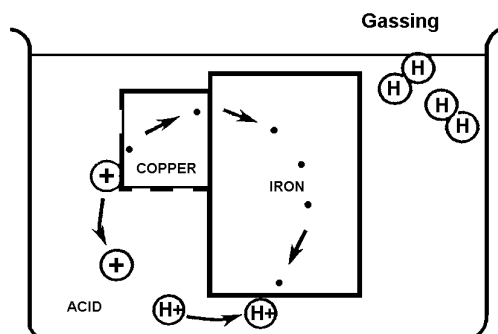 Gassing
H
H
H
H
COPPER
IRON
+
+
ACID
H+
H+